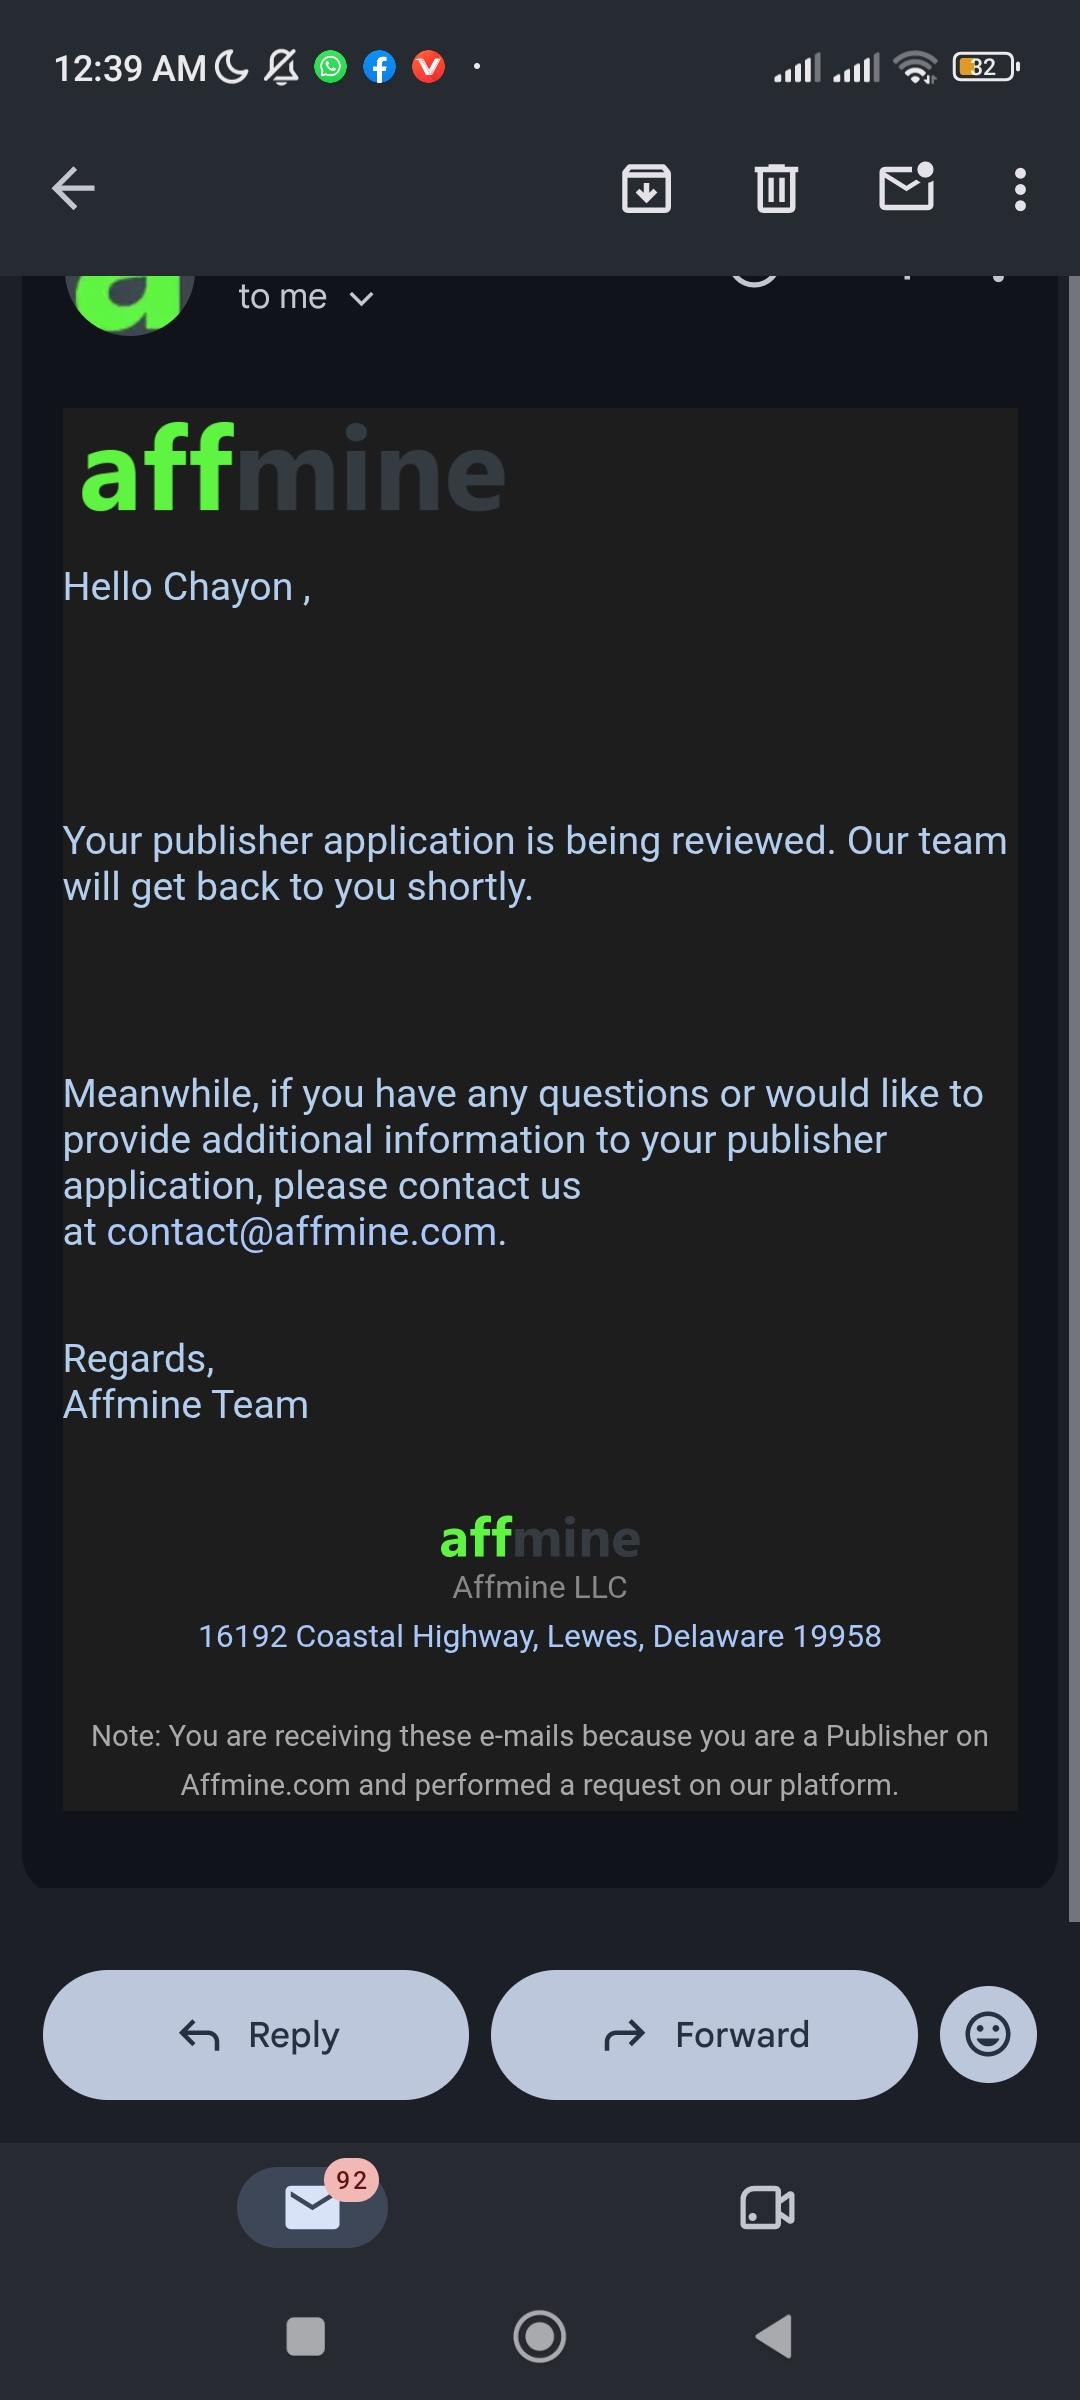 12:39 AM
32
to me
affmine
Hello Chayon ,
Your publisher application is being reviewed. Our team
will get back to you shortly.
Meanwhile, if you have any questions or would like to
provide additional information to your publisher
application, please contact us
at contact@affmine.com.
Regards,
Affmine Team
affmine
Affmine LLC
16192 Coastal Highway, Lewes, Delaware 19958
Note: You are receiving these e-mails because you are a Publisher on
Affmine.com and performed a request on our platform.
Reply
Forward
92